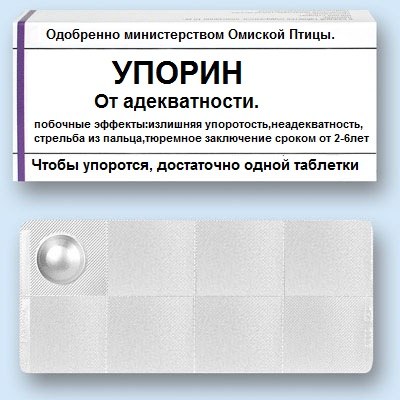 Одобренно министерством Омиской Птицы.
УПОРИН
От адекватности.
побочные эффекты:излишняя упоротость,неадекватность,
стрельба из пальца,тюремное заключение сроком от 2-6лет
Чтобы упоротся, достаточно одной таблетки